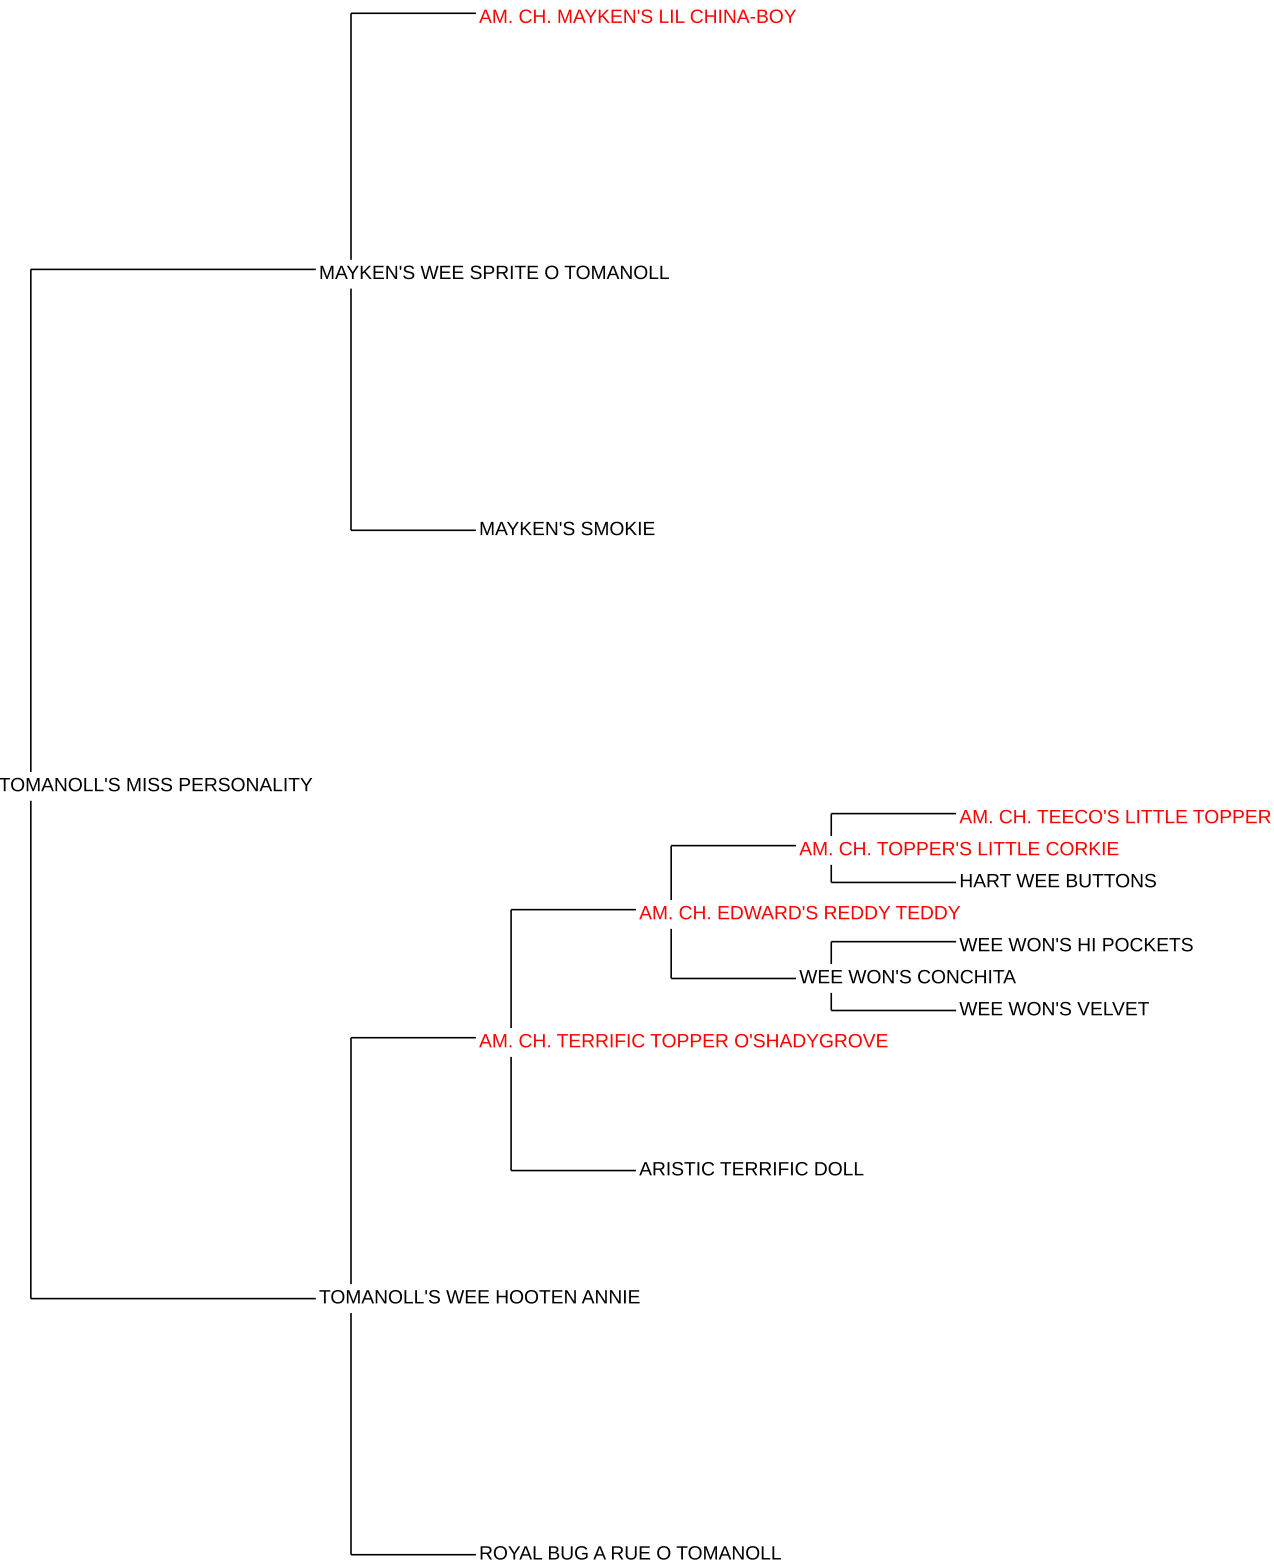 AM. CH. MAYKEN'S LIL CHINA-BOY
MAYKEN'S WEE SPRITE O TOMANOLL
MAYKEN'S SMOKIE
TOMANOLL'S MISS PERSONALITY
AM. CH. TEECO'S LITTLE TOPPER
AM. CH. TOPPER'S LITTLE CORKIE
HART WEE BUTTONS
AM. CH. EDWARD'S REDDY TEDDY
WEE WON'S HI POCKETS
WEE WON'S CONCHITA
WEE WON'S VELVET
AM. CH. TERRIFIC TOPPER O'SHADYGROVE
ARISTIC TERRIFIC DOLL
TOMANOLL'S WEE HOOTEN ANNIE
ROYAL BUG A RUE O TOMANOLL